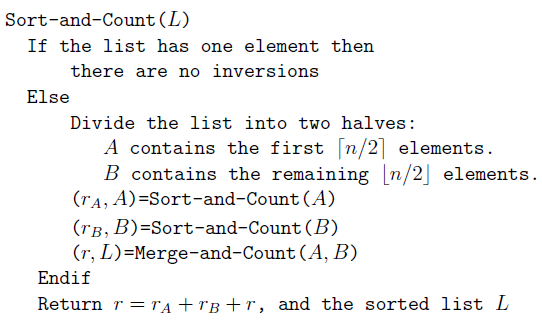 Sort-and-Count(L)
If the list has one element then
there are no inversions
Else
Divide the list into two halves:
A contains the first ⌈n/2⌉ elements.
B contains the remaining ⌊n/2⌋ elements.
(r_A, A)=Sort-and-Count(A)
(r_B, B)=Sort-and-Count(B)
(r, L)=Merge-and-Count(A, B)
Endif
Return r = r_A + r_B + r, and the sorted list L